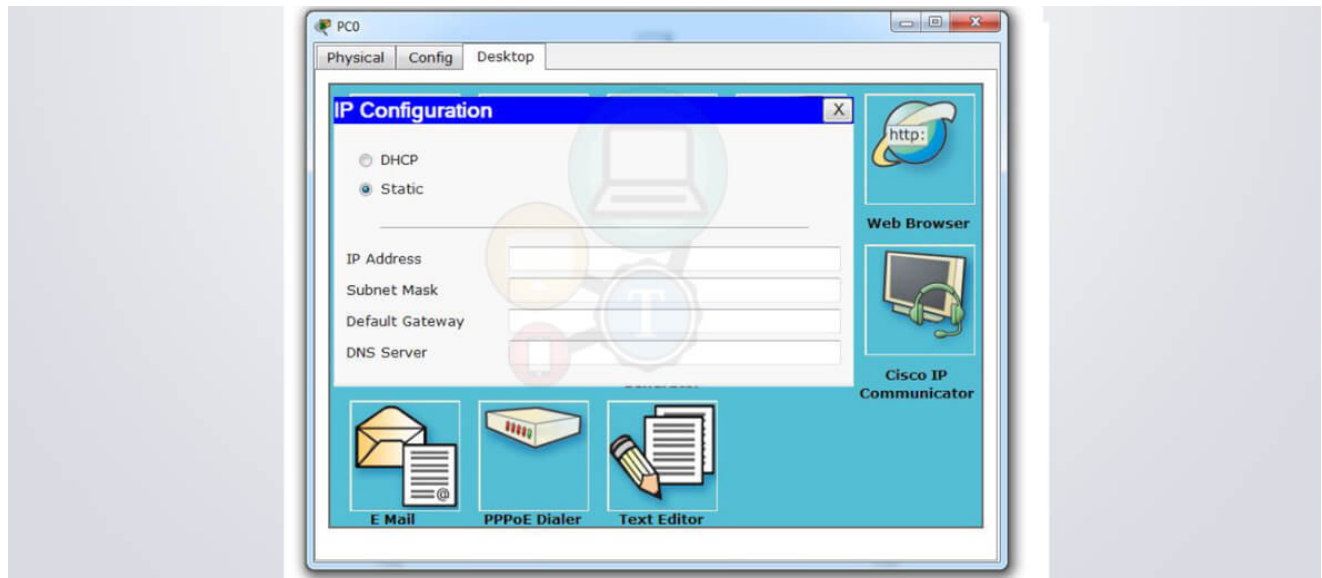 PC0
Physical Config Desktop
IP Configuration X
http:
DHCP
Static
Web Browser
IP Address
Subnet Mask
Default Gateway
DNS Server
T
Cisco IP
Communicator
@
E Mail PPPoE Dialer Text Editor